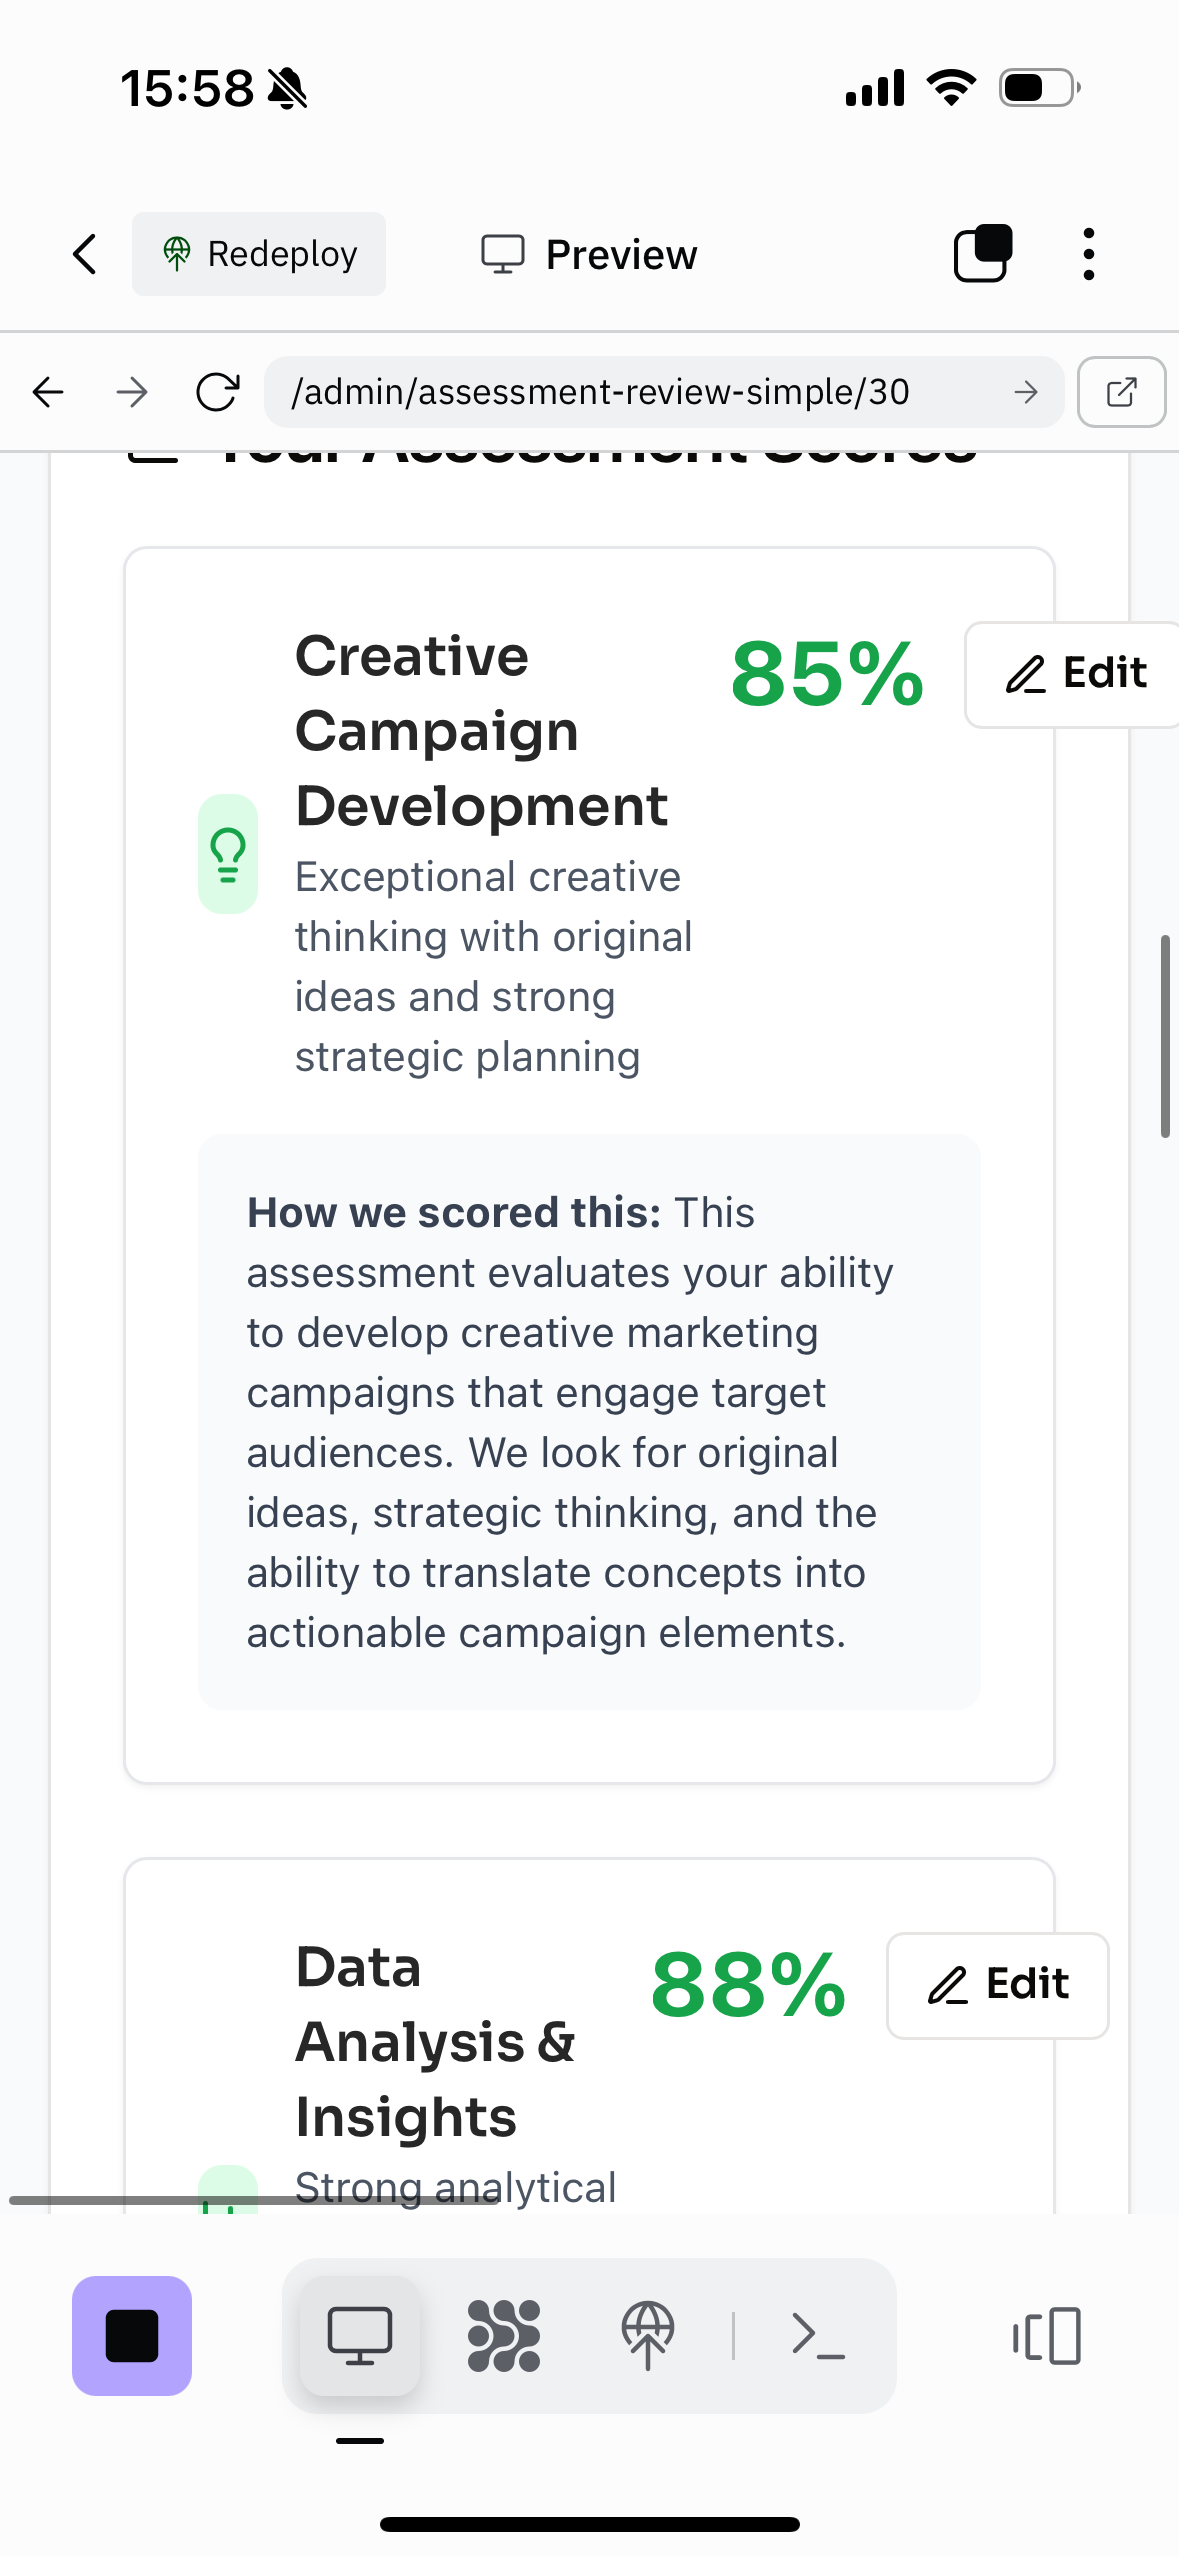 15:58
Redeploy
Preview
/admin/assessment-review-simple/30
Your Assessment Scores
Creative
Campaign
Development
85%
Edit
Exceptional creative
thinking with original
ideas and strong
strategic planning
How we scored this: This
assessment evaluates your ability
to develop creative marketing
campaigns that engage target
audiences. We look for original
ideas, strategic thinking, and the
ability to translate concepts into
actionable campaign elements.
Data
Analysis &
Insights
88%
Edit
Strong analytical